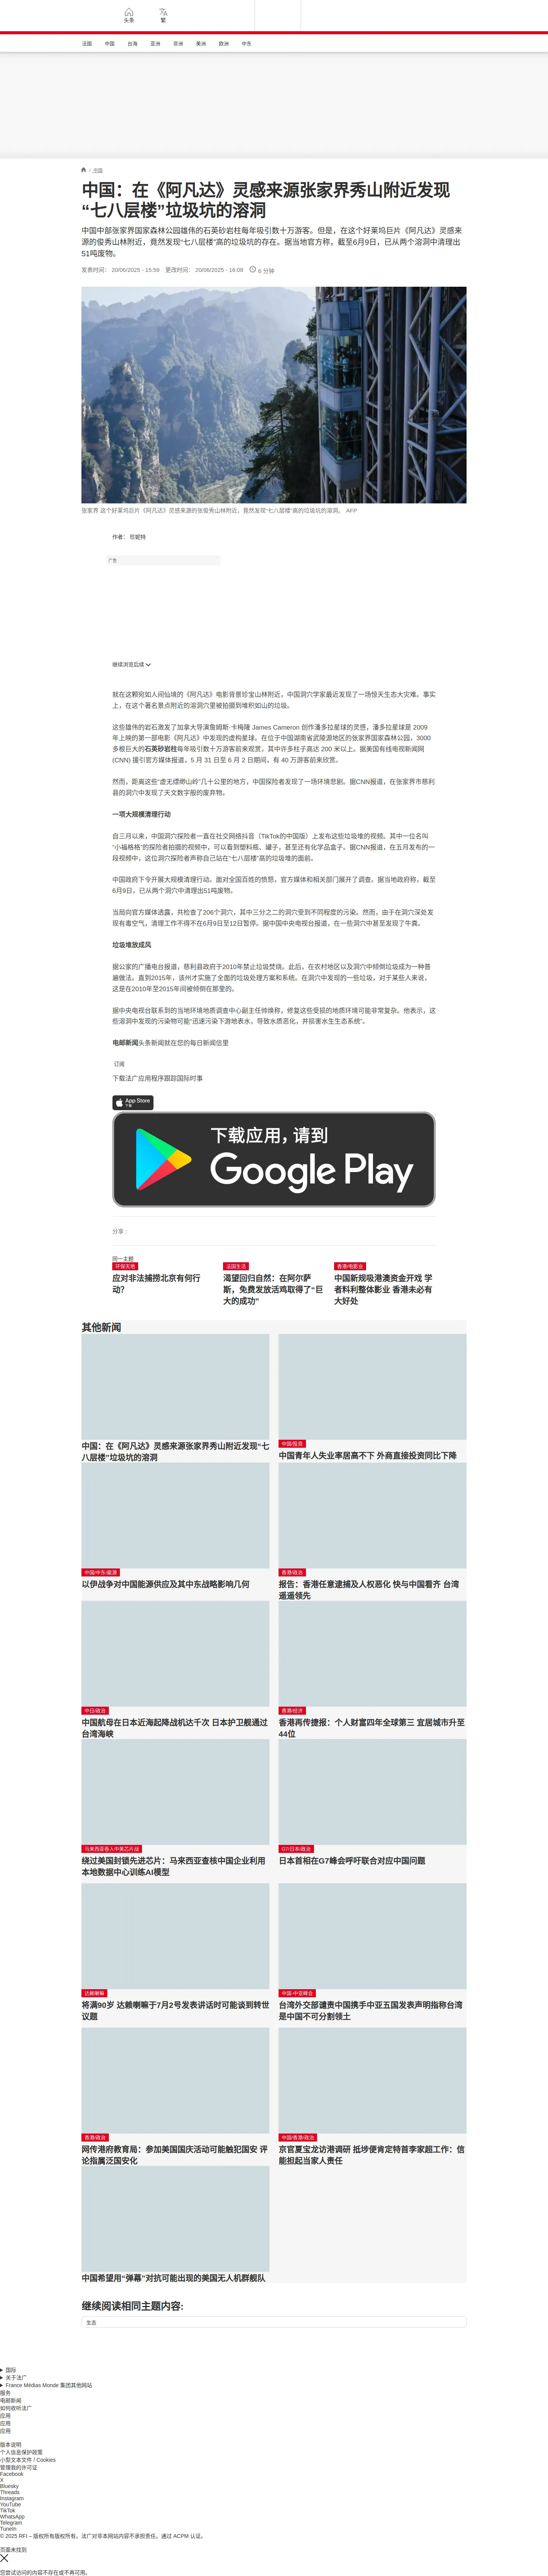 头条
繁
法国 中国 台海 亚洲 非洲 美洲 欧洲 中东
/ 中国
中国：在《阿凡达》灵感来源张家界秀山附近发现
“七八层楼”垃圾坑的溶洞
中国中部张家界国家森林公园雄伟的石英砂岩柱每年吸引数十万游客。但是，在这个好莱坞巨片《阿凡达》灵感来
源的俊秀山林附近，竟然发现“七八层楼”高的垃圾坑的存在。据当地官方称，截至6月9日，已从两个溶洞中清理出
51吨废物。
发表时间： 20/06/2025 - 15:59 更改时间： 20/06/2025 - 16:09 6 分钟
张家界 这个好莱坞巨片《阿凡达》灵感来源的张俊秀山林附近，竟然发现“七八层楼”高的垃圾坑的溶洞。 AFP
作者： 珍妮特
广告
继续浏览后续
就在这颗宛如人间仙境的《阿凡达》电影背景珍宝山林附近，中国洞穴学家最近发现了一场惊天生态大灾难。事实
上，在这个著名景点附近的溶洞穴里被拍摄到堆积如山的垃圾。
这些雄伟的岩石激发了加拿大导演詹姆斯·卡梅隆 James Cameron 创作潘多拉星球的灵感，潘多拉星球是 2009
年上映的第一部电影《阿凡达》中发现的虚构星球。在位于中国湖南省武陵源地区的张家界国家森林公园，3000
多根巨大的石英砂岩柱每年吸引数十万游客前来观赏，其中许多柱子高达 200 米以上。据美国有线电视新闻网
(CNN) 援引官方媒体报道，5 月 31 日至 6 月 2 日期间，有 40 万游客前来欣赏。
然而，距离这些“虚无缥缈山岭”几十公里的地方，中国探险者发现了一场环境悲剧。据CNN报道，在张家界市慈利
县的洞穴中发现了天文数字般的废弃物。
一项大规模清理行动
自三月以来，中国洞穴探险者一直在社交网络抖音（TikTok的中国版）上发布这些垃圾堆的视频。其中一位名叫
“小福格格”的探险者拍摄的视频中，可以看到塑料瓶、罐子，甚至还有化学品盒子。据CNN报道，在五月发布的一
段视频中，这位洞穴探险者声称自己站在“七八层楼”高的垃圾堆的面前。
中国政府下令开展大规模清理行动。面对全国百姓的愤怒，官方媒体和相关部门展开了调查。据当地政府称，截至
6月9日，已从两个洞穴中清理出51吨废物。
当局向官方媒体透露，共检查了206个洞穴，其中三分之二的洞穴受到不同程度的污染。然而，由于在洞穴深处发
现有毒空气，清理工作不得不在6月9日至12日暂停。据中国中央电视台报道，在一些洞穴中甚至发现了牛粪。
垃圾堆放成风
据公家的广播电台报道，慈利县政府于2010年禁止垃圾焚烧。此后，在农村地区以及洞穴中倾倒垃圾成为一种普
遍做法。直到2015年，该州才实施了全面的垃圾处理方案和系统。在洞穴中发现的一些垃圾，对于某些人来说，
这是在2010年至2015年间被倾倒在那里的。
据中央电视台联系到的当地环境地质调查中心副主任帅焕称，修复这些受损的地质环境可能非常复杂。他表示，这
些溶洞中发现的污染物可能“迅速污染下游地表水，导致水质恶化，并损害水生生态系统”。
电邮新闻头条新闻就在您的每日新闻信里
订阅
下载法广应用程序跟踪国际时事
App Store
下载应用，请到
Google Play
分享 :
同一主题
环保天地
应对非法捕捞北京有何行
动?
法国生活
渴望回归自然：在阿尔萨
斯，免费发放活鸡取得了“巨
大的成功”
香港/电影业
中国新规吸港澳资金开戏 学
者料利整体影业 香港未必有
大好处
其他新闻
中国：在《阿凡达》灵感来源张家界秀山附近发现“七
八层楼”垃圾坑的溶洞
中国/投资
中国青年人失业率居高不下 外商直接投资同比下降
中国/中东/能源
以伊战争对中国能源供应及其中东战略影响几何
香港/政治
报告：香港任意逮捕及人权恶化 快与中国看齐 台湾
遥遥领先
中日/政治
中国航母在日本近海起降战机达千次 日本护卫舰通过
台湾海峡
香港/经济
香港再传捷报：个人财富四年全球第三 宜居城市升至
44位
马来西亚卷入中美芯片战
绕过美国封锁先进芯片：马来西亚查核中国企业利用
本地数据中心训练AI模型
G7/日本/政治
日本首相在G7峰会呼吁联合对应中国问题
达赖喇嘛
将满90岁 达赖喇嘛于7月2号发表讲话时可能谈到转世
议题
中国-中亚峰会
台湾外交部谴责中国携手中亚五国发表声明指称台湾
是中国不可分割领土
香港/政治
网传港府教育局：参加美国国庆活动可能触犯国安 评
论指属泛国安化
中国/香港/政治
京官夏宝龙访港调研 抵埗便肯定特首李家超工作：信
能担起当家人责任
中国希望用“弹幕”对抗可能出现的美国无人机群舰队
继续阅读相同主题内容:
生态
国际
关于法广
France Médias Monde 集团其他网站
服务
电邮新闻
如何收听法广
应用
应用
应用
版本说明
个人信息保护政策
小型文本文件 / Cookies
管理我的许可证
Facebook
X
Bluesky
Threads
Instagram
YouTube
TikTok
WhatsApp
Telegram
TuneIn
© 2025 RFI – 版权所有版权所有。法广对非本网站内容不承担责任。通过 ACPM 认证。
页面未找到
您尝试访问的内容不存在或不再可用。